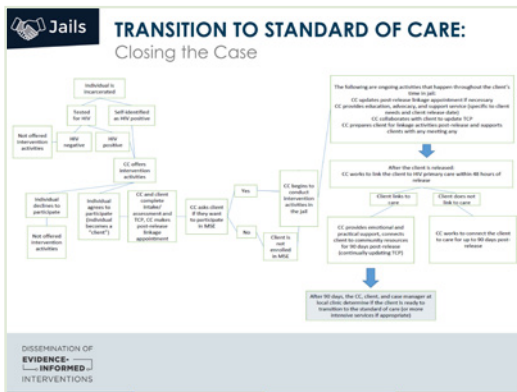 Jails
TRANSITION TO STANDARD OF CARE:
Closing the Case
Individual is
incarcerated
Tested
for HIV
Self-identified
as HIV positive
Not offered
intervention
activities
HIV
negative
HIV
positive
CC offers
intervention
activities
Individual
declines to
participate
Not offered
intervention
activities
Individual
agrees to
participate
(individual
becomes a
"client")
CC and client
complete
intake/
assessment and
TCP, CC makes
post-release
linkage
appointment
CC asks client
if they want to
participate in
MSE
Yes
No
Client is
not
enrolled
in MSE
CC begins to
conduct
intervention
activities in
the jail
The following are ongoing activities that happen throughout the client's
time in jail:
CC updates post-release linkage appointment if necessary
CC provides education, advocacy, and support service (specific to client
needs and client release date)
CC collaborates with client to update TCP
CC prepares client for linkage activities post-release and supports
clients with any meeting any
After the client is released:
CC works to link the client to HIV primary care within 48 hours of
release
Client links to
care
Client does not
link to care
CC provides emotional and
practical support, connects
client to community resources
for 90 days post-release
(continually updating TCP)
CC works to connect the client
to care for up to 90 days post-
release
After 90 days, the CC, client, and case manager at
local clinic determine if the client is ready to
transition to the standard of care (or more
intensive services if appropriate)
DISSEMINATION OF
EVIDENCE-
INFORMED
INTERVENTIONS